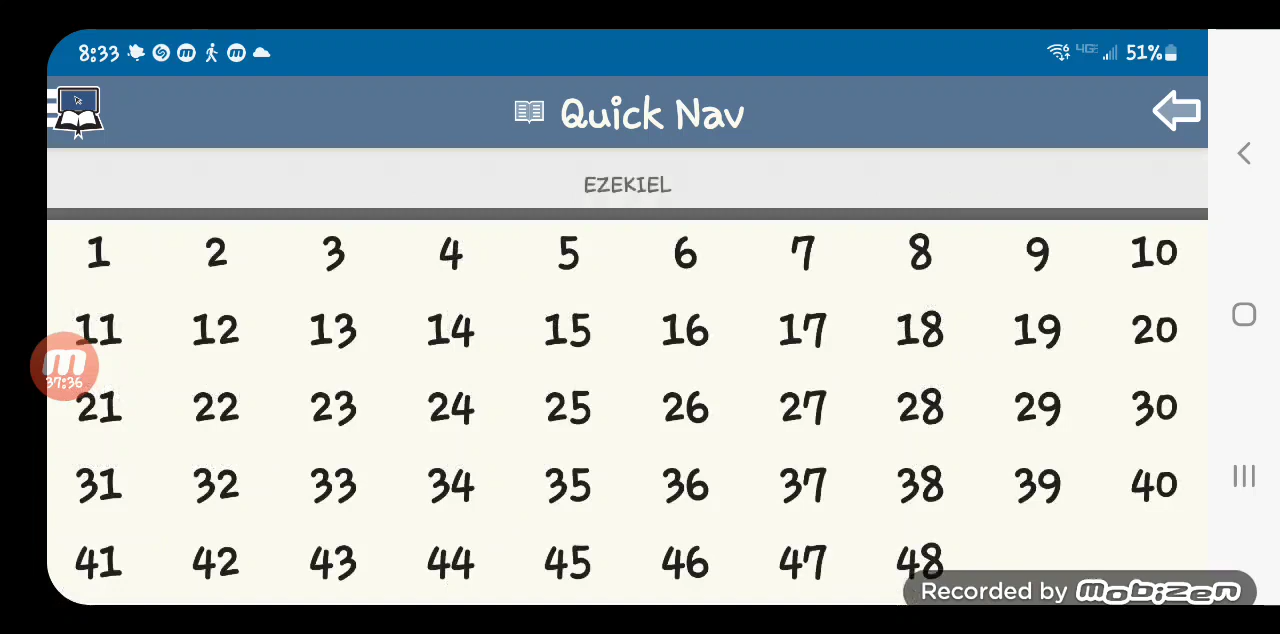 8:33 4GE 51%
Quick Nav
EZEKIEL
1 2 3 4 5 6 7 8 9 10
11 12 13 14 15 16 17 18 19 20
37:36
21 22 23 24 25 26 27 28 29 30
31 32 33 34 35 36 37 38 39 40
41 42 43 44 45 46 47 48
Recorded by mobizen